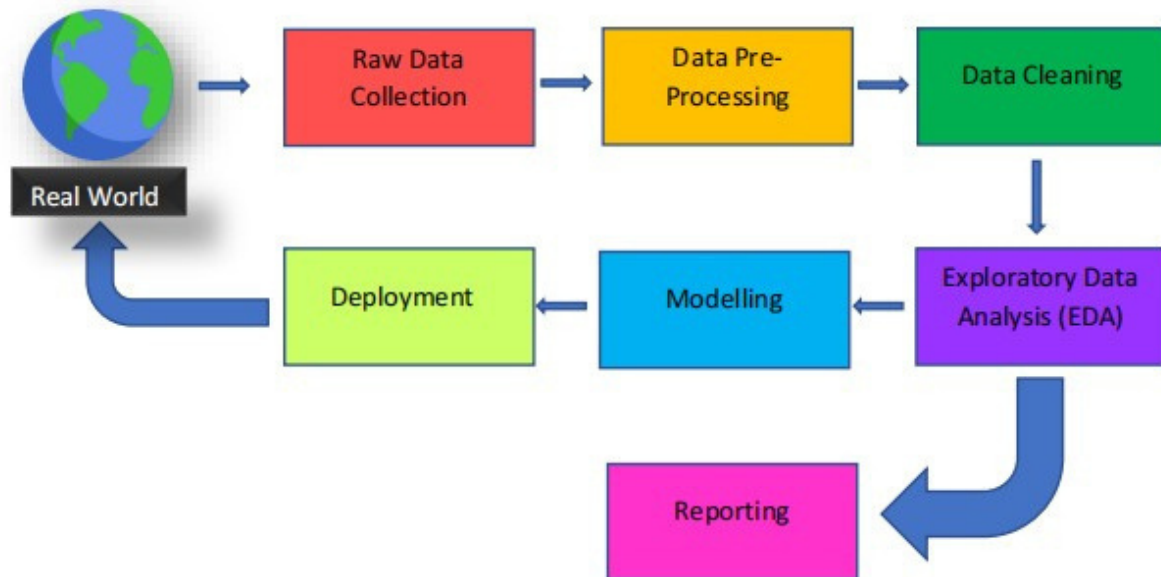 Raw Data
Collection
Data Pre-
Processing
Data Cleaning
Real World
Deployment
Modelling
Exploratory Data
Analysis (EDA)
Reporting